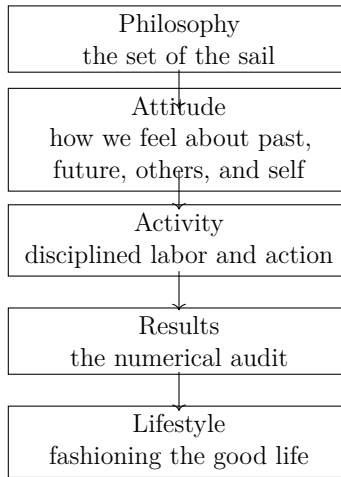 Philosophy
the set of the sail
Attitude
how we feel about past,
future, others, and self
Activity
disciplined labor and action
Results
the numerical audit
Lifestyle
fashioning the good life